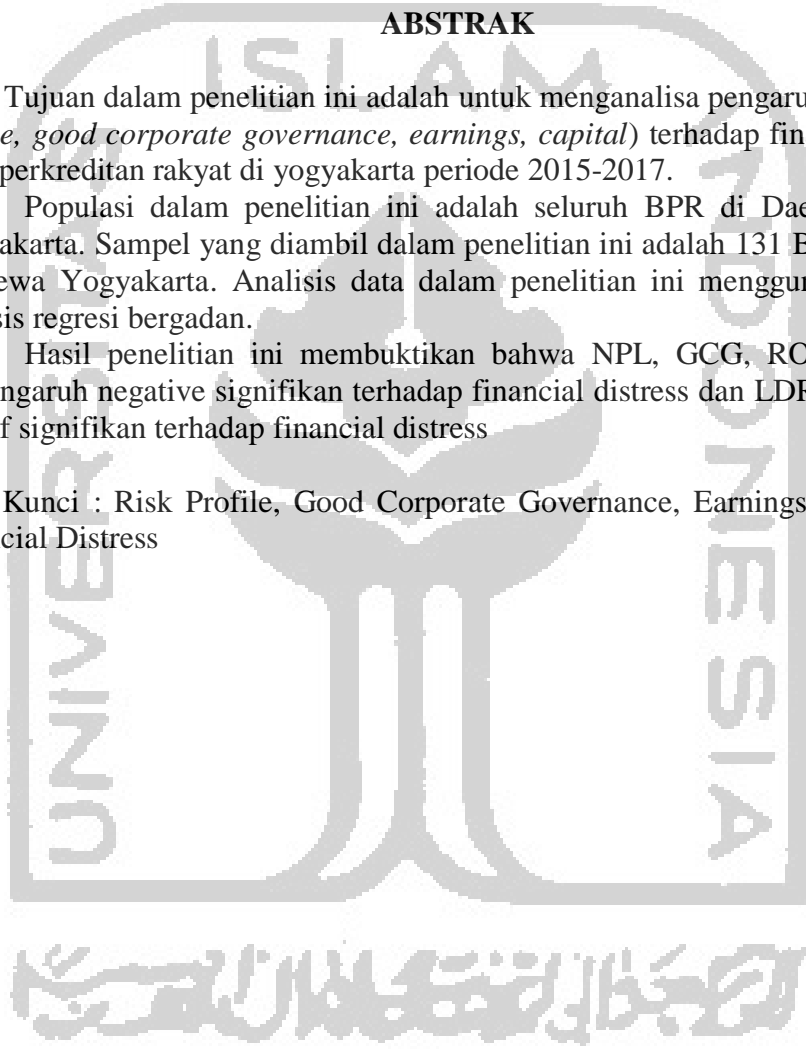 ABSTRAK
Tujuan dalam penelitian ini adalah untuk menganalisa pengaru
e, good corporate governance, earnings, capital) terhadap fin
perkreditan rakyat di yogyakarta periode 2015-2017.
Populasi dalam penelitian ini adalah seluruh BPR di Dae
akarta. Sampel yang diambil dalam penelitian ini adalah 131 B
ewa Yogyakarta. Analisis data dalam penelitian ini menggun
sis regresi bergadan.
Hasil penelitian ini membuktikan bahwa NPL, GCG, RO
ngaruh negative signifikan terhadap financial distress dan LDR
f signifikan terhadap financial distress
Kunci : Risk Profile, Good Corporate Governance, Earnings
cial Distress
ISLAM
UNIVERSITAS
INDONESIA